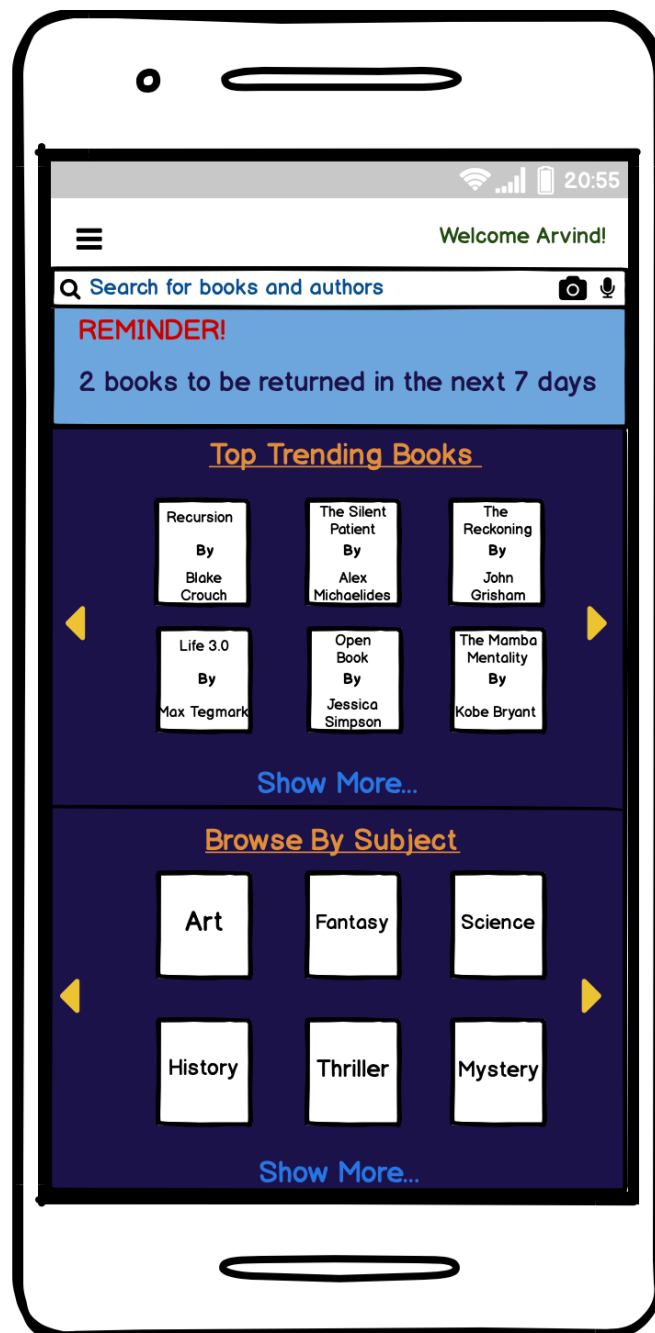 20:55
Welcome Arvind!
Search for books and authors
REMINDER!
2 books to be returned in the next 7 days
Top Trending Books
Recursion
By
Blake
Crouch
The Silent
Patient
By
Alex
Michaelides
The
Reckoning
By
John
Grisham
Life 3.0
By
Max Tegmark
Open
Book
By
Jessica
Simpson
The Mamba
Mentality
By
Kobe Bryant
Show More...
Browse By Subject
Art
Fantasy
Science
History
Thriller
Mystery
Show More...